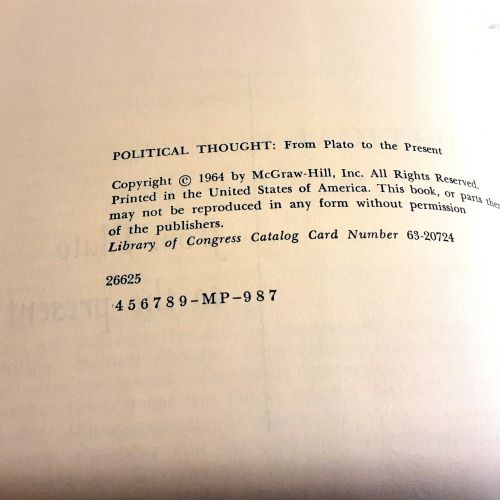 POLITICAL THOUGHT: From Plato to the Present
Copyright © 1964 by McGraw-Hill, Inc. All Rights Reserved.
Printed in the United States of America. This book, or parts
may not be reproduced in any form without permission
of the publishers.
Library of Congress Catalog Card Number 63-20724
26625
456789-MP-987